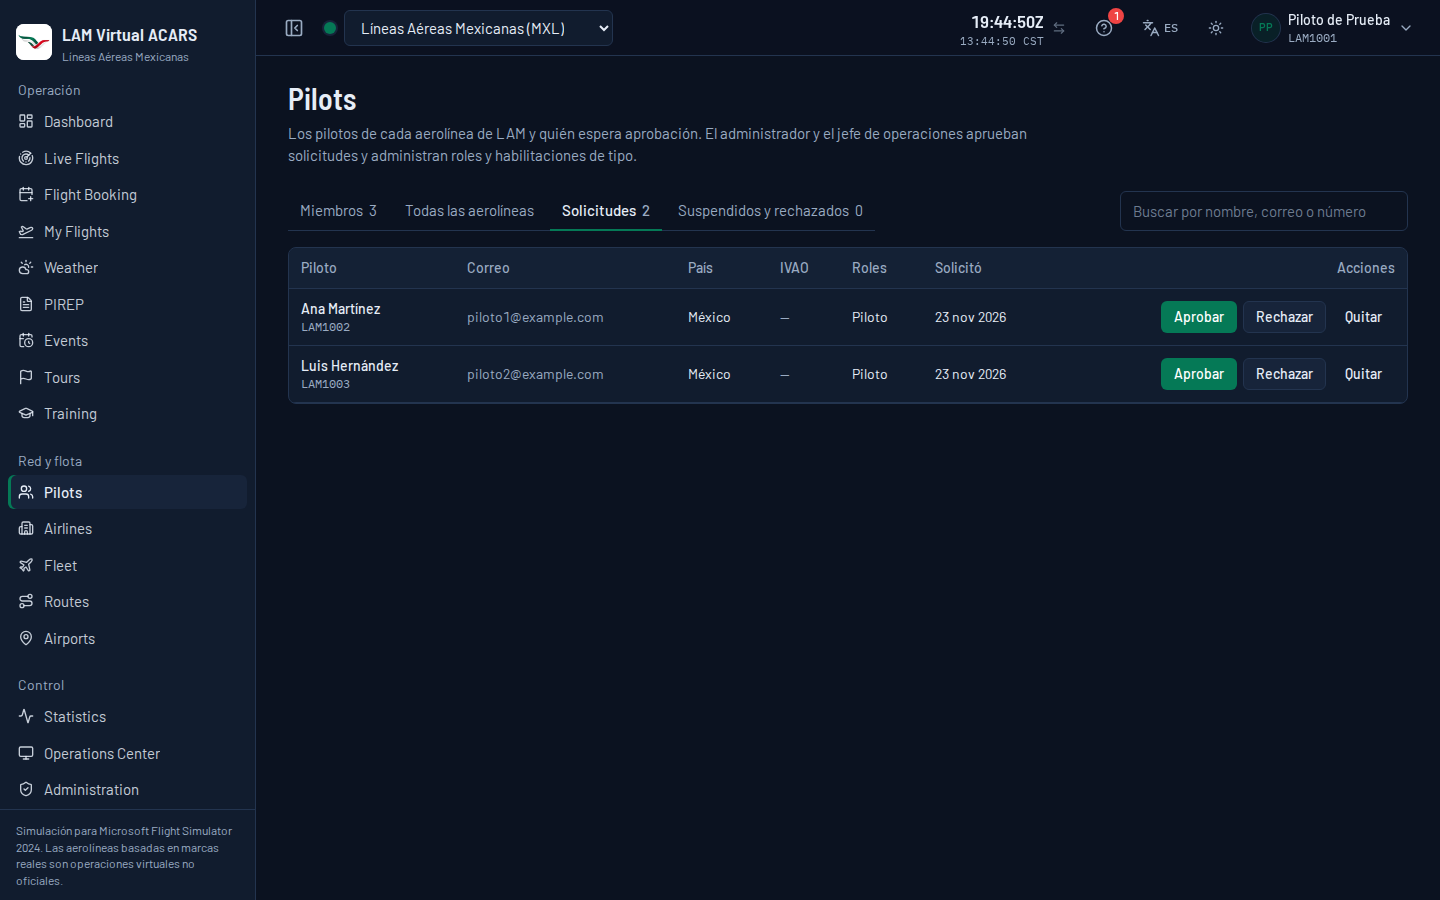 LAM Virtual ACARS
Líneas Aéreas Mexicanas
Operación
Dashboard
Live Flights
Flight Booking
My Flights
Weather
PIREP
Events
Tours
Training
Red y flota
Pilots
Airlines
Fleet
Routes
Airports
Control
Statistics
Operations Center
Administration
Simulación para Microsoft Flight Simulator
2024. Las aerolíneas basadas en marcas
reales son operaciones virtuales no
oficiales.
Líneas Aéreas Mexicanas (MXL)
19:44:50Z
13:44:50 CST
1
ES
PP
Piloto de Prueba
LAM1001
Pilots
Los pilotos de cada aerolínea de LAM y quién espera aprobación. El administrador y el jefe de operaciones aprueban
solicitudes y administran roles y habilitaciones de tipo.
Miembros 3 Todas las aerolíneas Solicitudes 2 Suspendidos y rechazados 0
Buscar por nombre, correo o número
Piloto Correo País IVAO Roles Solicitó Acciones
Ana Martínez
LAM1002
piloto1@example.com México — Piloto 23 nov 2026 Aprobar Rechazar Quitar
Luis Hernández
LAM1003
piloto2@example.com México — Piloto 23 nov 2026 Aprobar Rechazar Quitar